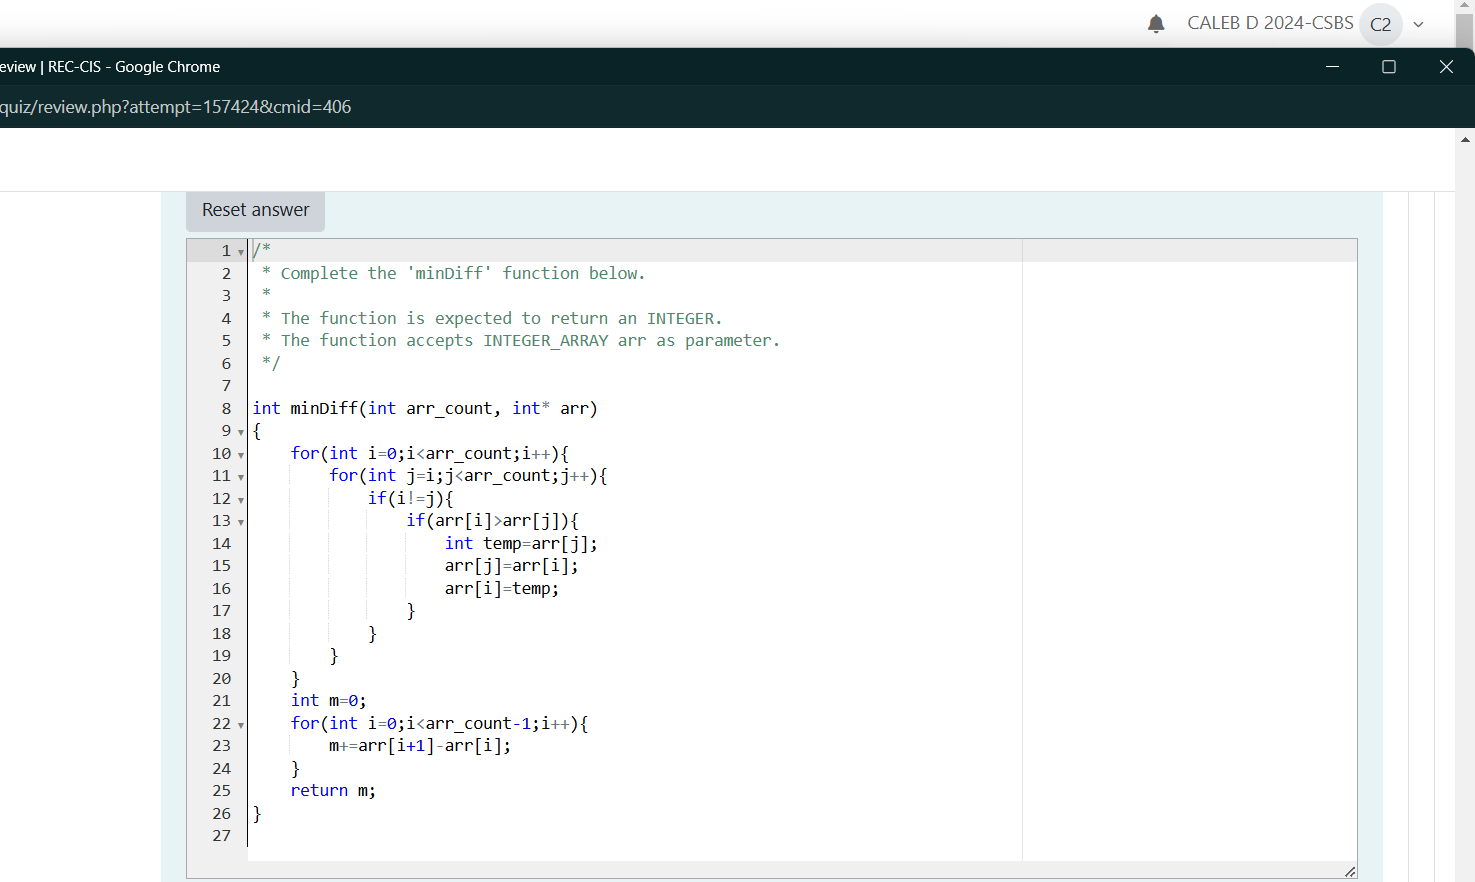 CALEB D 2024-CSBS C2
eview | REC-CIS - Google Chrome
quiz/review.php?attempt=157424&cmid=406
Reset answer
1 /*
2  * Complete the 'minDiff' function below.
3  *
4  * The function is expected to return an INTEGER.
5  * The function accepts INTEGER_ARRAY arr as parameter.
6  */
7
8 int minDiff(int arr_count, int* arr)
9 {
10     for(int i=0;i<arr_count;i++){
11         for(int j=i;j<arr_count;j++){
12             if(i!=j){
13                 if(arr[i]>arr[j]){
14                     int temp=arr[j];
15                     arr[j]=arr[i];
16                     arr[i]=temp;
17                 }
18             }
19         }
20     }
21     int m=0;
22     for(int i=0;i<arr_count-1;i++){
23         m+=arr[i+1]-arr[i];
24     }
25     return m;
26 }
27